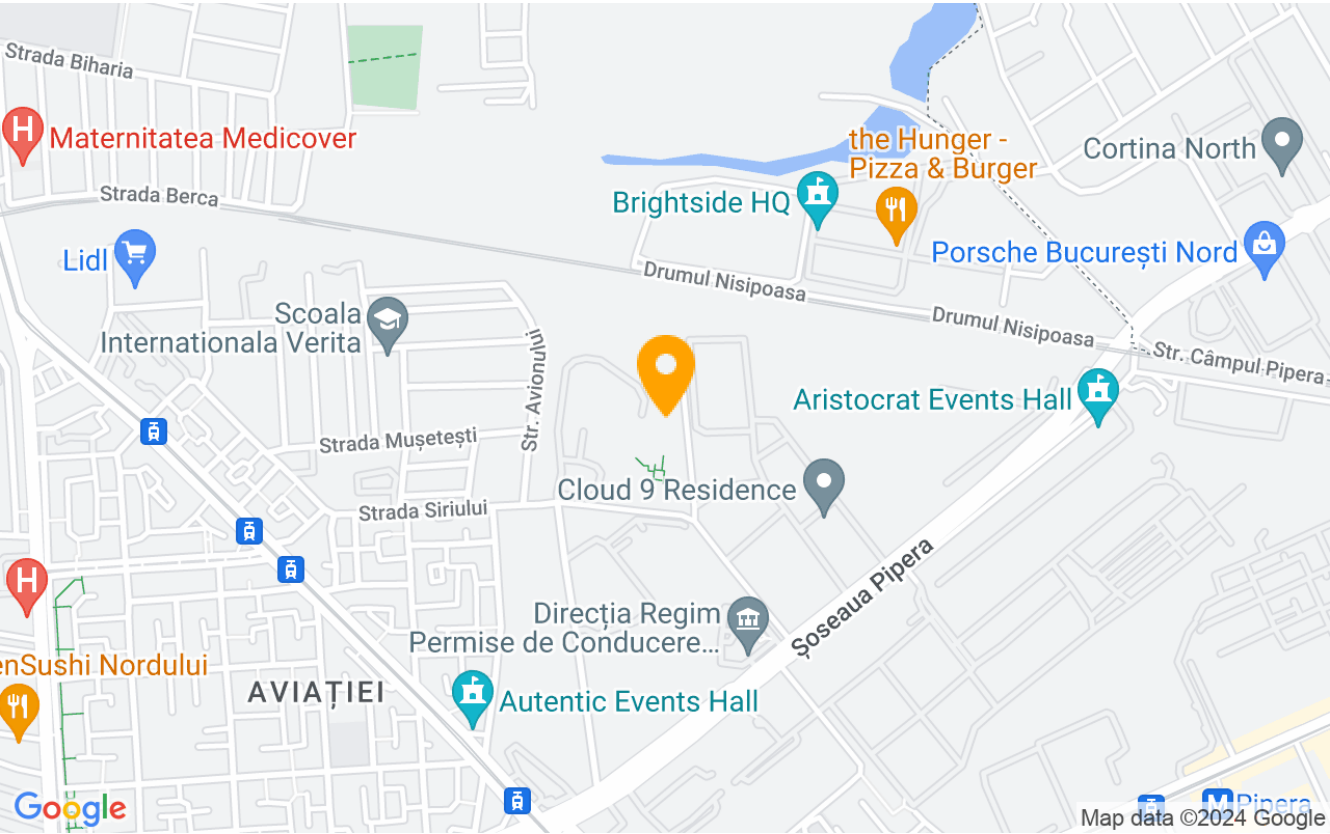 Strada Biharia
H
Maternitatea Medicover
the Hunger -
Pizza & Burger
Cortina North
Strada Berca
Brightside HQ
Lidl
Porsche București Nord
Drumul Nisipoasa
Scoala
Internationala Verita
Drumul Nisipoasa
Str. Câmpul Pipera
Str. Avionului
Aristocrat Events Hall
Strada Mușetești
Cloud 9 Residence
Strada Siriului
H
Șoseaua Pipera
Direcția Regim
Permise de Conducere...
enSushi Nordului
AVIAȚIEI
Autentic Events Hall
Google
M Pipera
Map data ©2024 Google